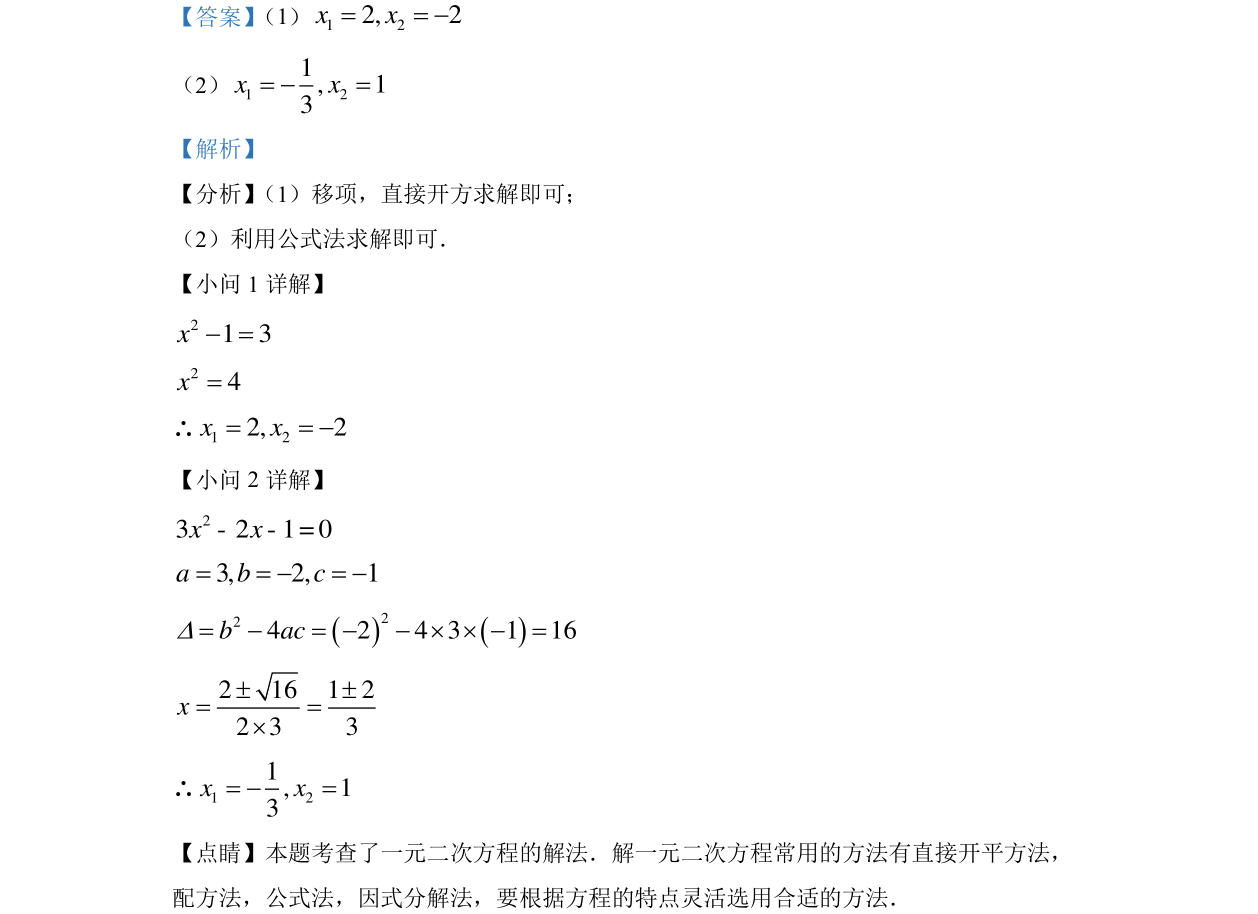 【答案】（1）x₁ = 2, x₂ = −2
（2）x₁ = −1/3, x₂ = 1
【解析】
【分析】（1）移项，直接开方求解即可；
（2）利用公式法求解即可．
【小问 1 详解】
x² −1 = 3
x² = 4
∴ x₁ = 2, x₂ = −2
【小问 2 详解】
3x² - 2x - 1 = 0
a = 3, b = −2, c = −1
Δ = b² − 4ac = (−2)² − 4×3×(−1) = 16
x = (2±√16)/(2×3) = (1±2)/3
∴ x₁ = −1/3, x₂ = 1
【点睛】本题考查了一元二次方程的解法．解一元二次方程常用的方法有直接开平方法，
配方法，公式法，因式分解法，要根据方程的特点灵活选用合适的方法．